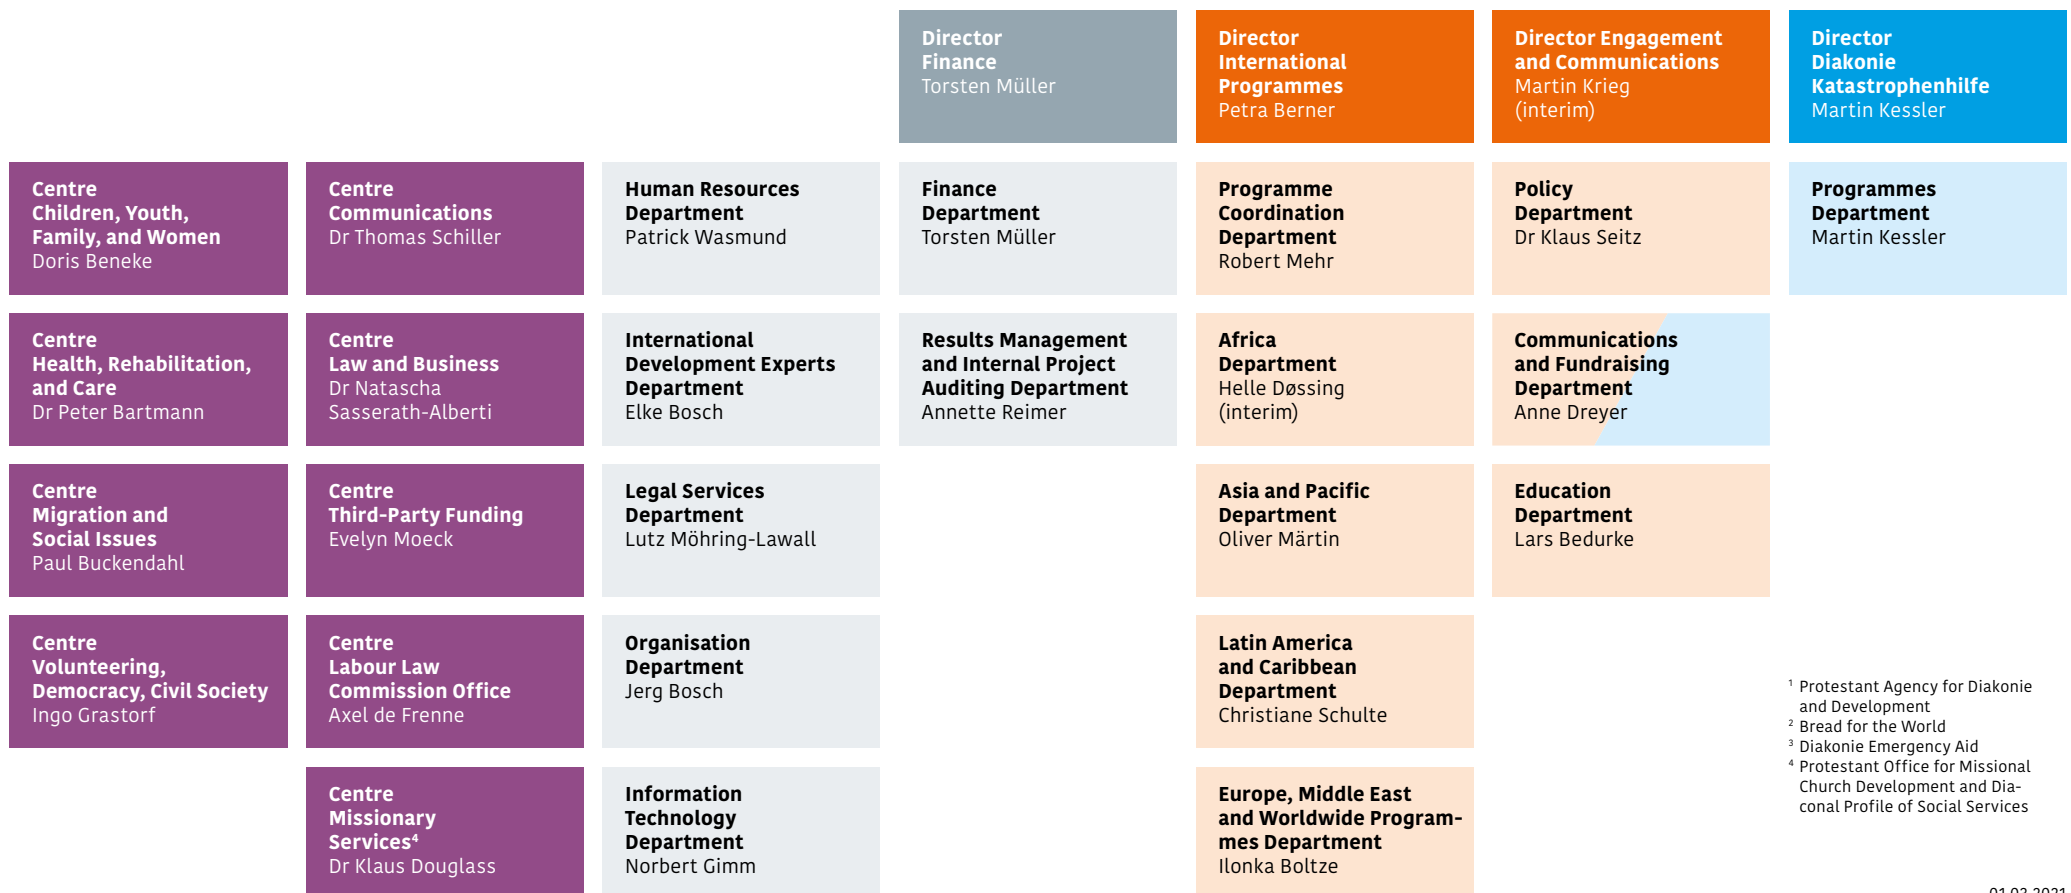 Director
Finance
Torsten Müller
Director
International
Programmes
Petra Berner
Director Engagement
and Communications
Martin Krieg
(interim)
Director
Diakonie
Katastrophenhilfe
Martin Kessler
Centre
Children, Youth,
Family, and Women
Doris Beneke
Centre
Communications
Dr Thomas Schiller
Human Resources
Department
Patrick Wasmund
Finance
Department
Torsten Müller
Programme
Coordination
Department
Robert Mehr
Policy
Department
Dr Klaus Seitz
Programmes
Department
Martin Kessler
Centre
Health, Rehabilitation,
and Care
Dr Peter Bartmann
Centre
Law and Business
Dr Natascha
Sasserath-Alberti
International
Development Experts
Department
Elke Bosch
Results Management
and Internal Project
Auditing Department
Annette Reimer
Africa
Department
Helle Døssing
(interim)
Communications
and Fundraising
Department
Anne Dreyer
Centre
Migration and
Social Issues
Paul Buckendahl
Centre
Third-Party Funding
Evelyn Moeck
Legal Services
Department
Lutz Möhring-Lawall
Asia and Pacific
Department
Oliver Märtin
Education
Department
Lars Bedurke
Centre
Volunteering,
Democracy, Civil Society
Ingo Grastorf
Centre
Labour Law
Commission Office
Axel de Frenne
Organisation
Department
Jerg Bosch
Latin America
and Caribbean
Department
Christiane Schulte
Centre
Missionary
Services⁴
Dr Klaus Douglass
Information
Technology
Department
Norbert Gimm
Europe, Middle East
and Worldwide Program-
mes Department
Ilonka Boltze
¹ Protestant Agency for Diakonie
and Development
² Bread for the World
³ Diakonie Emergency Aid
⁴ Protestant Office for Missional
Church Development and Dia-
conal Profile of Social Services
01.03.2021